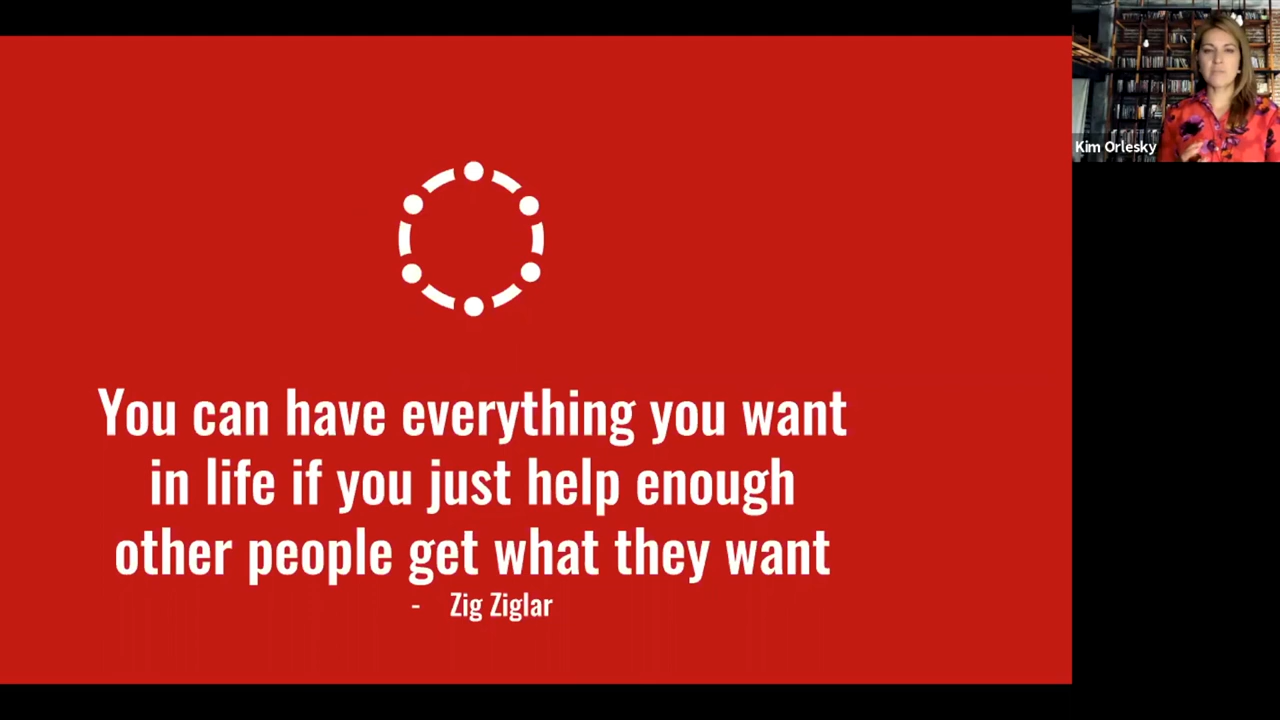 Kim Orlesky
You can have everything you want
in life if you just help enough
other people get what they want
- Zig Ziglar